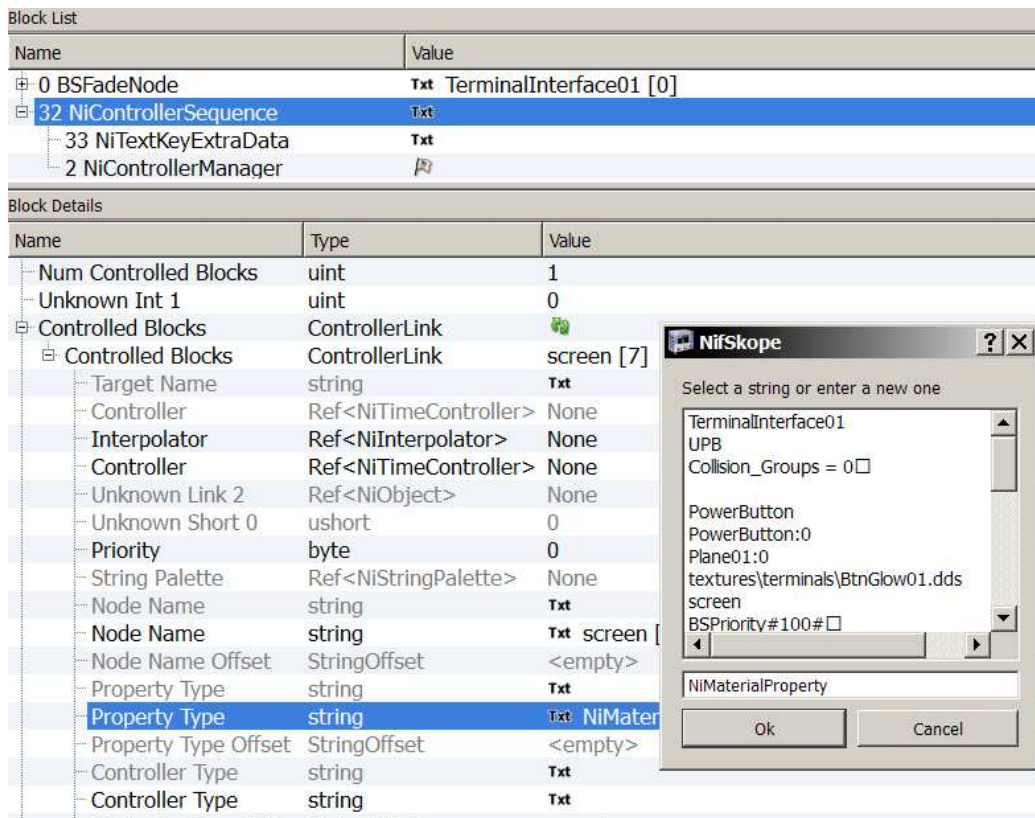 Block List
Name Value
0 BSFadeNode Txt TerminalInterface01 [0]
32 NiControllerSequence Txt
33 NiTextKeyExtraData Txt
2 NiControllerManager
Block Details
Name Type Value
Num Controlled Blocks uint 1
Unknown Int 1 uint 0
Controlled Blocks ControllerLink
Controlled Blocks ControllerLink screen [7]
Target Name string Txt
Controller Ref<NiTimeController> None
Interpolator Ref<NiInterpolator> None
Controller Ref<NiTimeController> None
Unknown Link 2 Ref<NiObject> None
Unknown Short 0 ushort 0
Priority byte 0
String Palette Ref<NiStringPalette> None
Node Name string Txt
Node Name string Txt screen [
Node Name Offset StringOffset <empty>
Property Type string Txt
Property Type string Txt NiMater
Property Type Offset StringOffset <empty>
Controller Type string Txt
Controller Type string Txt
NifSkope
Select a string or enter a new one
TerminalInterface01
UPB
Collision_Groups = 0□
PowerButton
PowerButton:0
Plane01:0
textures\terminals\BtnGlow01.dds
screen
BSPriority#100#□
NiMaterialProperty
Ok Cancel